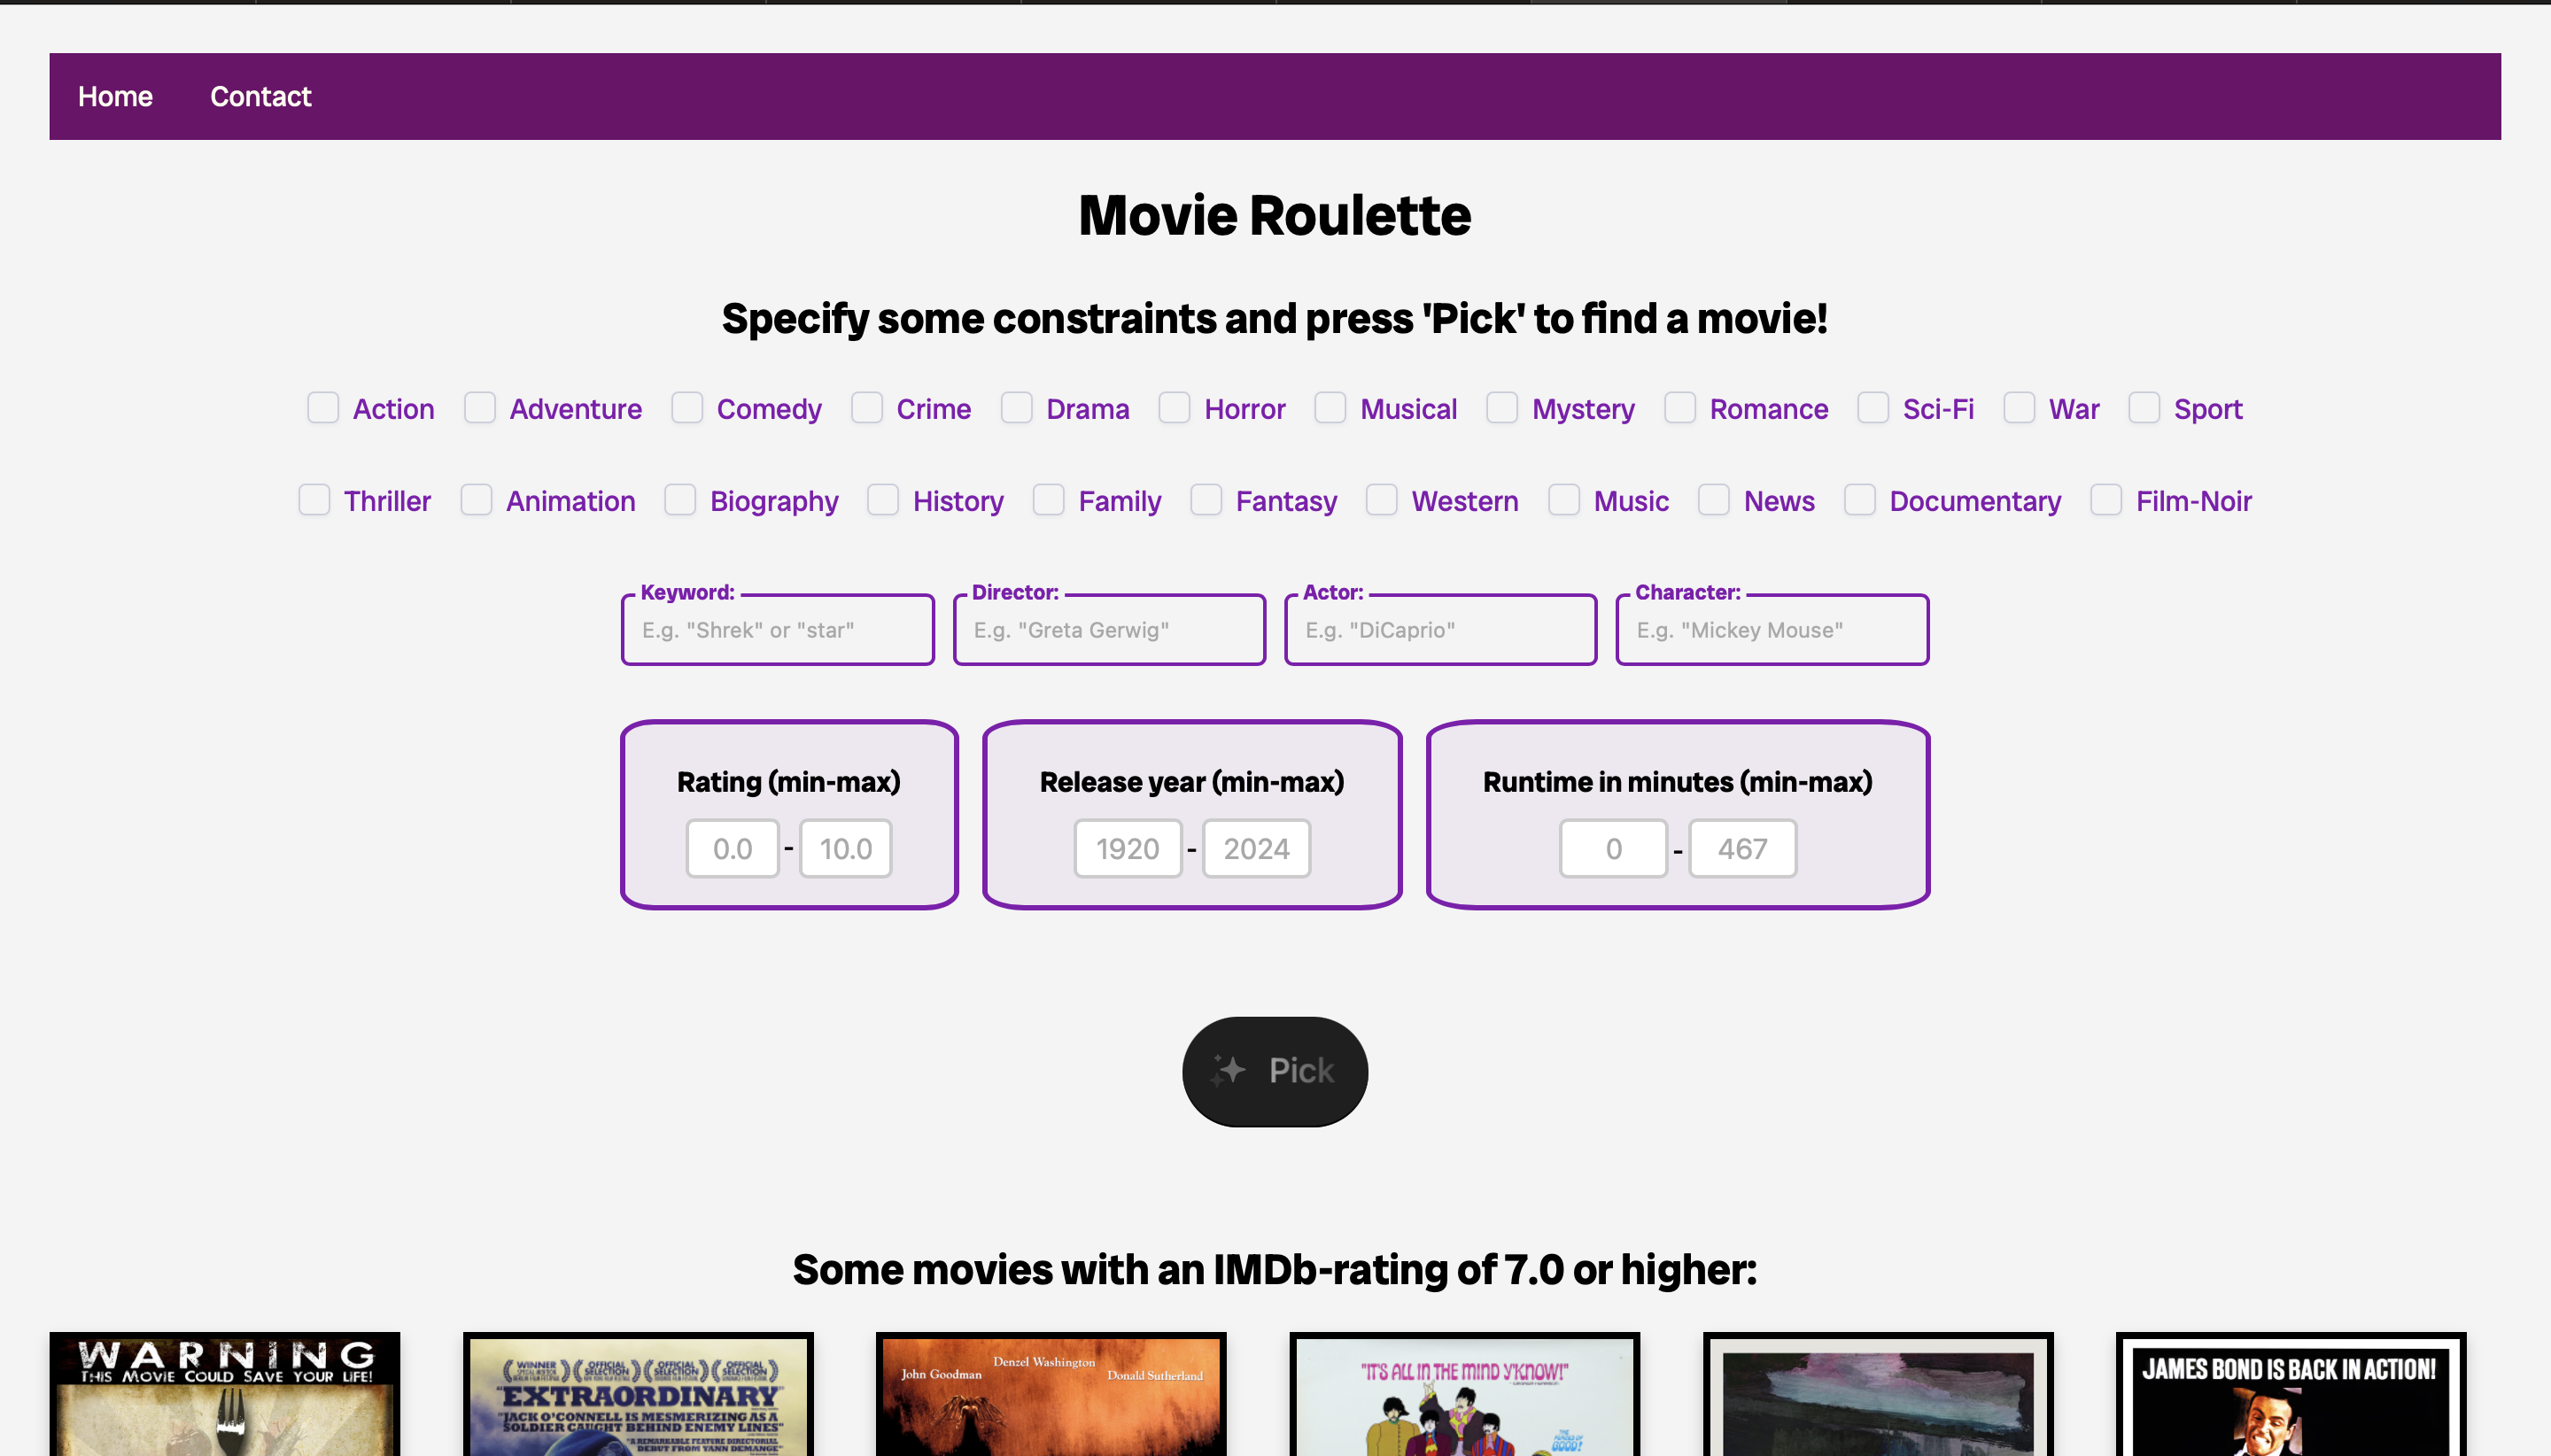 Home Contact
Movie Roulette
Specify some constraints and press 'Pick' to find a movie!
Action Adventure Comedy Crime Drama Horror Musical Mystery Romance Sci-Fi War Sport
Thriller Animation Biography History Family Fantasy Western Music News Documentary Film-Noir
Keyword: Director: Actor: Character:
E.g. "Shrek" or "star" E.g. "Greta Gerwig" E.g. "DiCaprio" E.g. "Mickey Mouse"
Rating (min-max) Release year (min-max) Runtime in minutes (min-max)
0.0 - 10.0 1920 - 2024 0 - 467
Pick
Some movies with an IMDb-rating of 7.0 or higher:
WARNING
THIS MOVIE COULD SAVE YOUR LIFE!
WINNER OFFICIAL SELECTION OFFICIAL SELECTION OFFICIAL SELECTION
"EXTRAORDINARY"
"JACK O'CONNELL IS MESMERIZING AS A
SOLDIER CAUGHT BEHIND ENEMY LINES"
"A REMARKABLE FEATURE DIRECTORIAL
DEBUT FROM YANN DEMANGE"
John Goodman Denzel Washington Donald Sutherland
"IT'S ALL IN THE MIND Y'KNOW!"
THE FORCES OF GOOD!
JAMES BOND IS BACK IN ACTION!